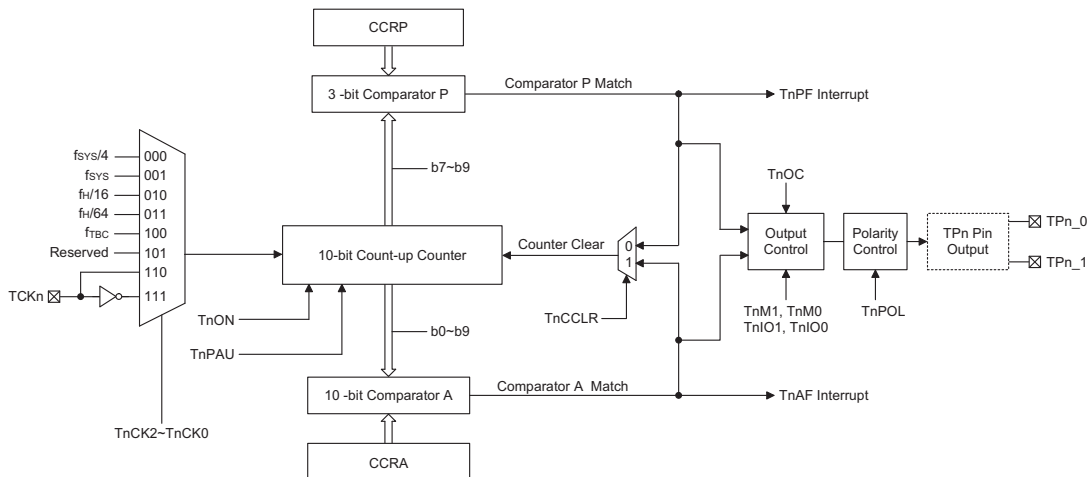 CCRP
3 -bit Comparator P
Comparator P Match
TnPF Interrupt
b7~b9
fSYS/4
000
fSYS
001
fH/16
010
fH/64
011
fTBC
100
Reserved
101
110
TCKn
111
10-bit Count-up Counter
Counter Clear
0
1
TnOC
Output
Control
Polarity
Control
TPn Pin
Output
TPn_0
TPn_1
TnON
TnPAU
b0~b9
TnCCLR
TnM1, TnM0
TnIO1, TnIO0
TnPOL
10 -bit Comparator A
Comparator A Match
TnAF Interrupt
TnCK2~TnCK0
CCRA